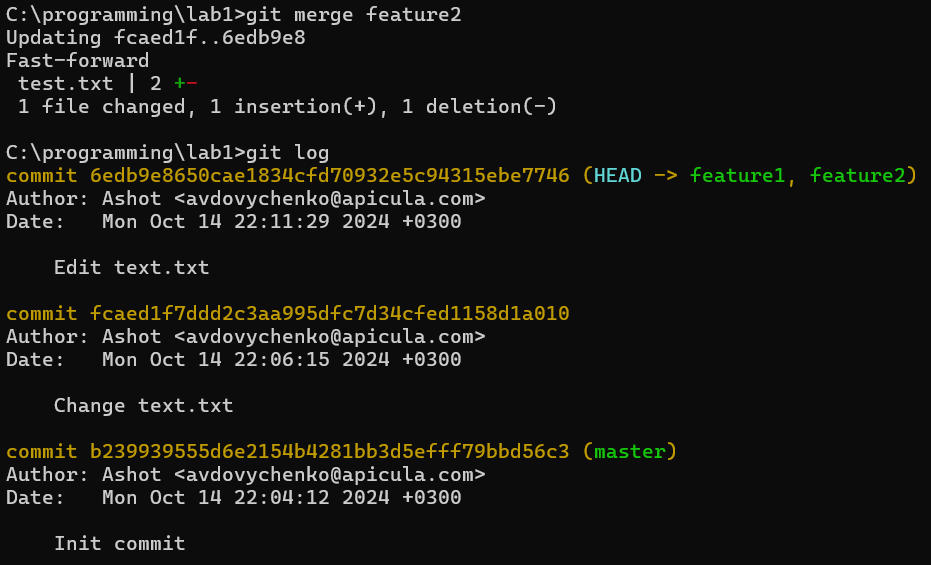 C:\programming\lab1>git merge feature2
Updating fcaed1f..6edb9e8
Fast-forward
 test.txt | 2 +-
 1 file changed, 1 insertion(+), 1 deletion(-)

C:\programming\lab1>git log
commit 6edb9e8650cae1834cfd70932e5c94315ebe7746 (HEAD -> feature1, feature2)
Author: Ashot <avdovychenko@apicula.com>
Date:   Mon Oct 14 22:11:29 2024 +0300

    Edit text.txt

commit fcaed1f7ddd2c3aa995dfc7d34cfed1158d1a010
Author: Ashot <avdovychenko@apicula.com>
Date:   Mon Oct 14 22:06:15 2024 +0300

    Change text.txt

commit b239939555d6e2154b4281bb3d5efff79bbd56c3 (master)
Author: Ashot <avdovychenko@apicula.com>
Date:   Mon Oct 14 22:04:12 2024 +0300

    Init commit